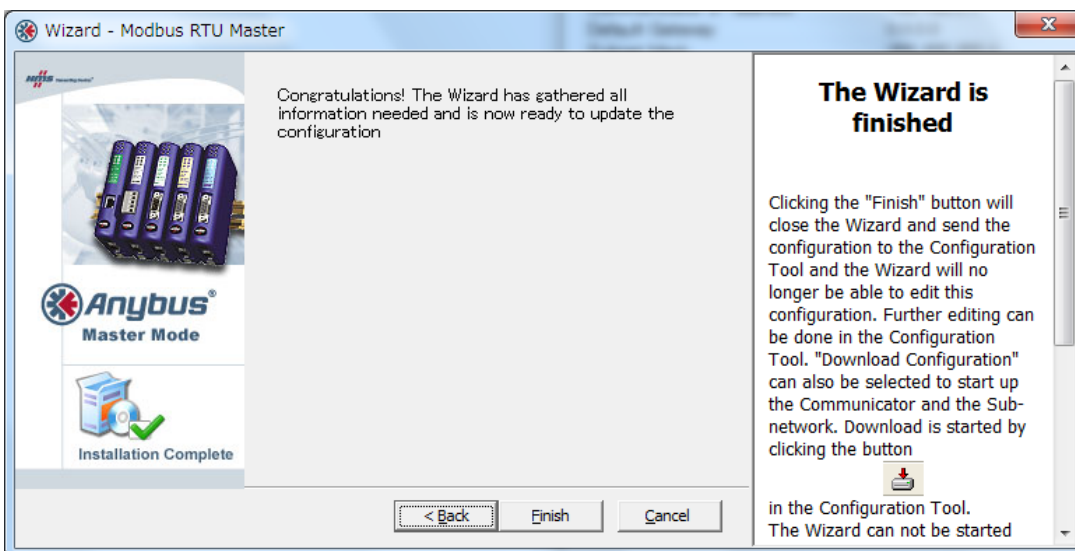 Wizard - Modbus RTU Master
Default Gateway
HMS
Congratulations! The Wizard has gathered all
information needed and is now ready to update the
configuration
Anybus®
Master Mode
Installation Complete
< Back
Finish
Cancel
The Wizard is
finished
Clicking the "Finish" button will
close the Wizard and send the
configuration to the Configuration
Tool and the Wizard will no
longer be able to edit this
configuration. Further editing can
be done in the Configuration
Tool. "Download Configuration"
can also be selected to start up
the Communicator and the Sub-
network. Download is started by
clicking the button
in the Configuration Tool.
The Wizard can not be started